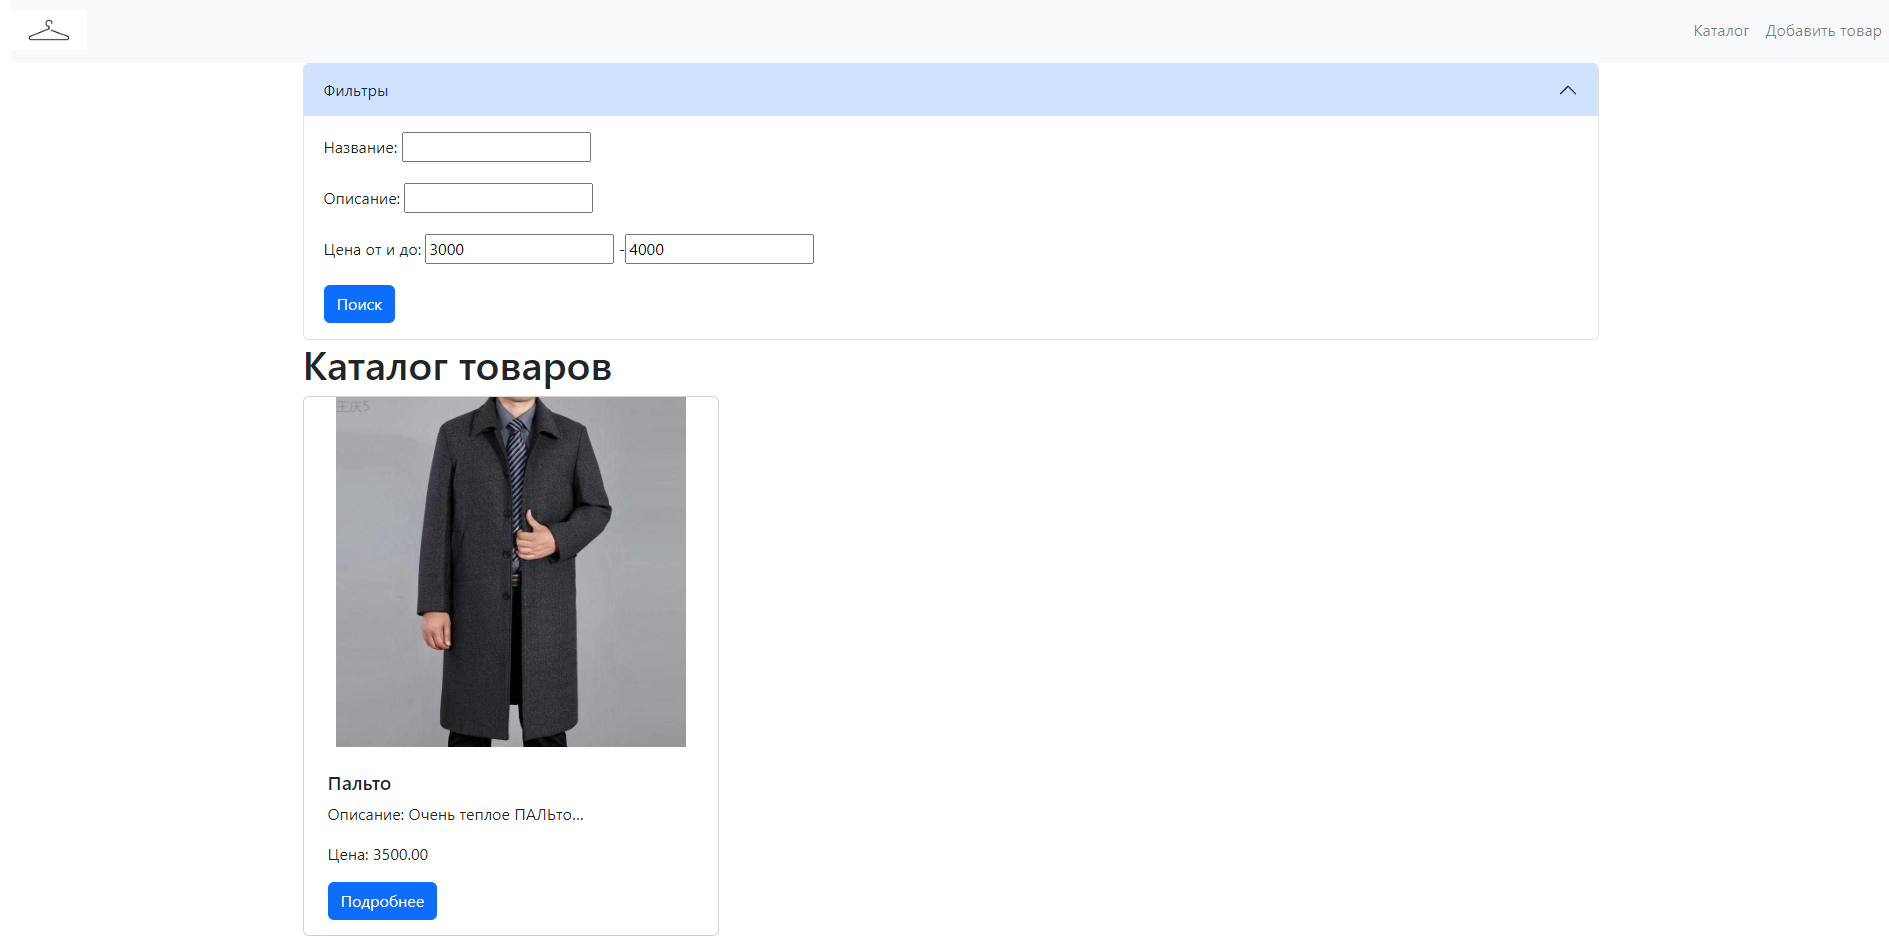 Каталог Добавить товар
Фильтры
Название:
Описание:
Цена от и до: 3000 - 4000
Поиск
Каталог товаров
王庆5
Пальто
Описание: Очень теплое ПАЛЬто...
Цена: 3500.00
Подробнее